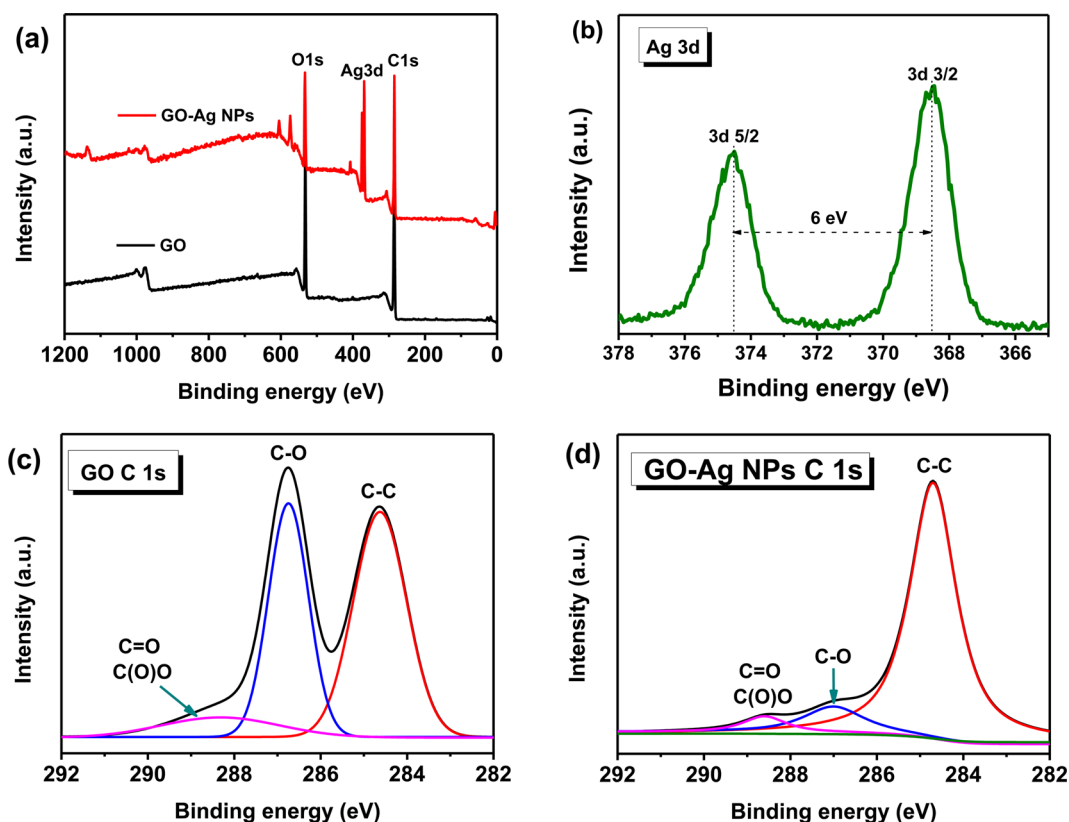 (a)
O1s
Ag3d
C1s
GO-Ag NPs
GO
Intensity (a.u.)
1200 1000 800 600 400 200 0
Binding energy (eV)
(b)
Ag 3d
3d 3/2
3d 5/2
6 eV
Intensity (a.u.)
378 376 374 372 370 368 366
Binding energy (eV)
(c)
GO C 1s
C-O
C-C
C=O
C(O)O
Intensity (a.u.)
292 290 288 286 284 282
Binding energy (eV)
(d)
GO-Ag NPs C 1s
C-C
C-O
C=O
C(O)O
Intensity (a.u.)
292 290 288 286 284 282
Binding energy (eV)